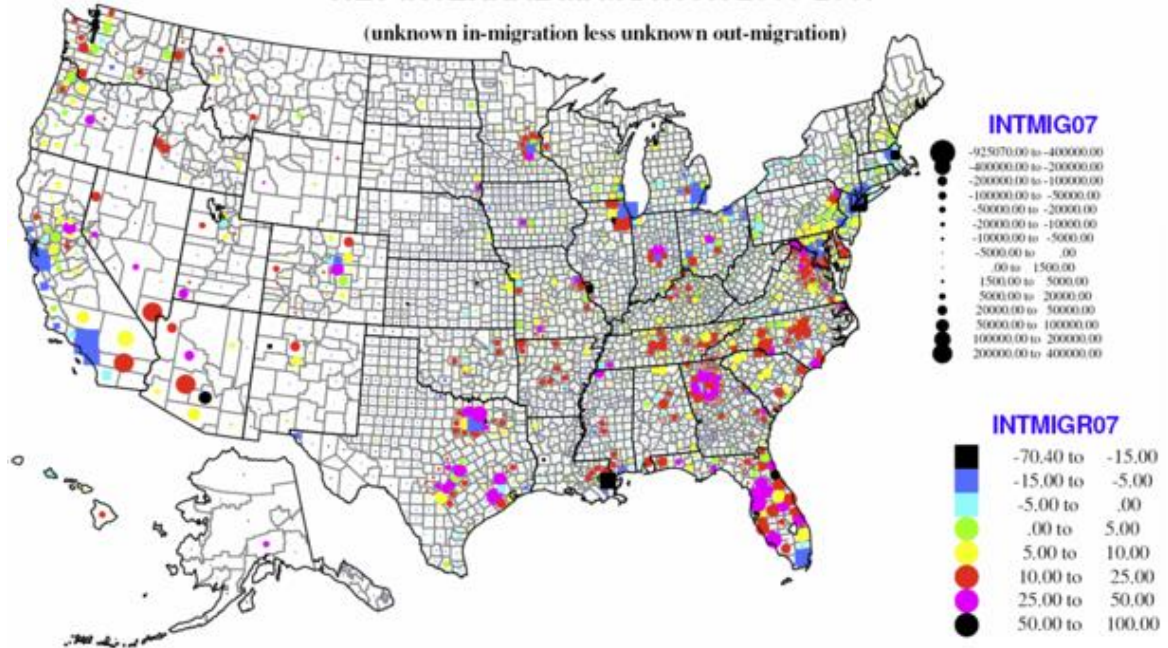 (unknown in-migration less unknown out-migration)
INTMIG07
-925070.00 to -400000.00
-400000.00 to -200000.00
-200000.00 to -100000.00
-100000.00 to -50000.00
-50000.00 to -20000.00
-20000.00 to -10000.00
-10000.00 to -5000.00
-5000.00 to .00
.00 to 1500.00
1500.00 to 5000.00
5000.00 to 20000.00
20000.00 to 50000.00
50000.00 to 100000.00
100000.00 to 200000.00
200000.00 to 400000.00
INTMIGR07
-70.40 to -15.00
-15.00 to -5.00
-5.00 to .00
.00 to 5.00
5.00 to 10.00
10.00 to 25.00
25.00 to 50.00
50.00 to 100.00